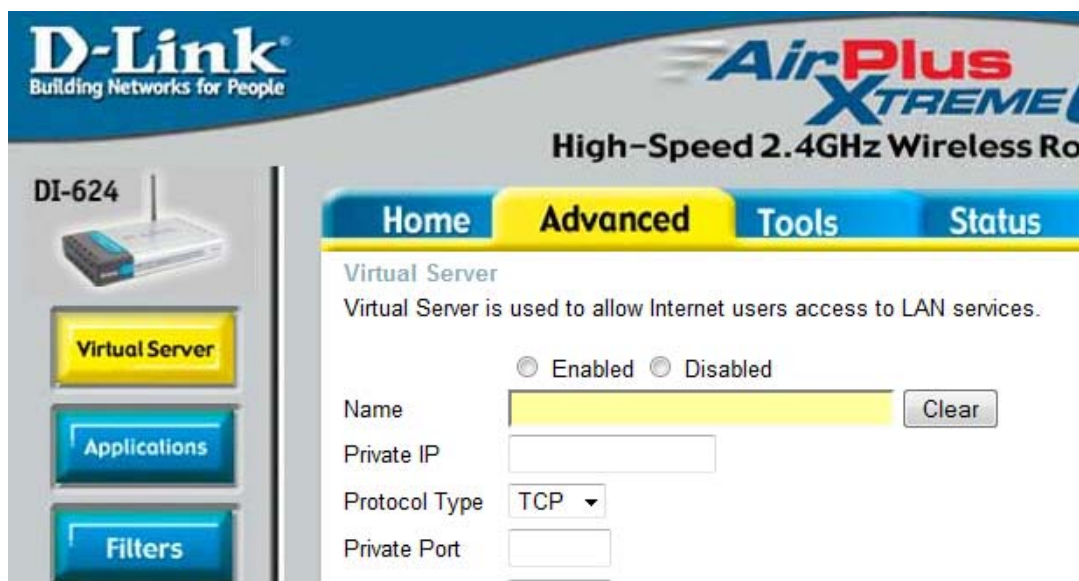 D-Link
Building Networks for People
AirPlus
XTREME
High-Speed 2.4GHz Wireless Ro
DI-624
Home Advanced Tools Status
Virtual Server
Virtual Server is used to allow Internet users access to LAN services.
Virtual Server
Enabled Disabled
Name Clear
Applications
Private IP
Protocol Type TCP
Filters
Private Port